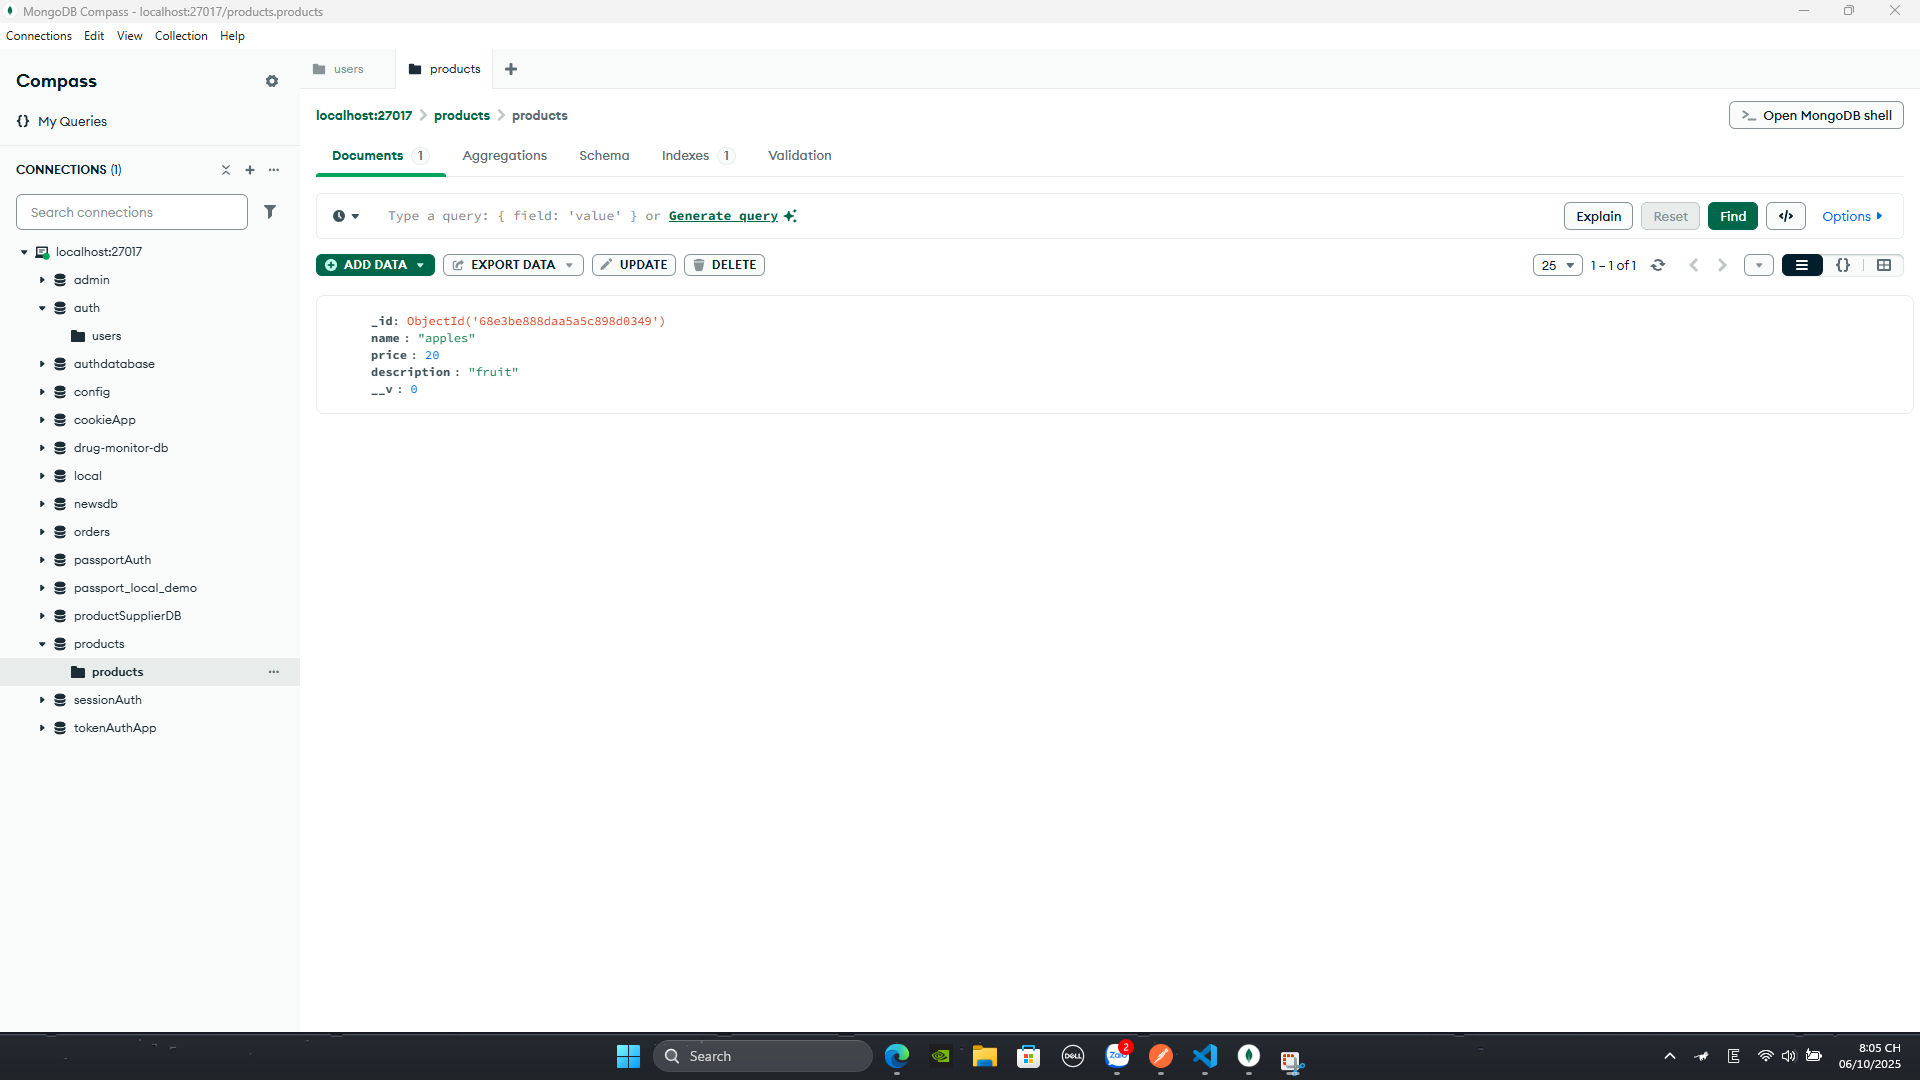 MongoDB Compass - localhost:27017/products.products
Connections Edit View Collection Help
Compass
My Queries
CONNECTIONS (1)
Search connections
localhost:27017
admin
auth
users
authdatabase
config
cookieApp
drug-monitor-db
local
newsdb
orders
passportAuth
passport_local_demo
productSupplierDB
products
products
sessionAuth
tokenAuthApp
users
products
localhost:27017 > products > products
>_ Open MongoDB shell
Documents 1 Aggregations Schema Indexes 1 Validation
Type a query: { field: 'value' } or Generate query
Explain Reset Find </> Options
ADD DATA EXPORT DATA UPDATE DELETE
25 1–1 of 1 {}
_id: ObjectId('68e3be888daa5a5c898d0349')
name : "apples"
price : 20
description : "fruit"
__v : 0
Search
DELL
Zalo
2
E
8:05 CH
06/10/2025